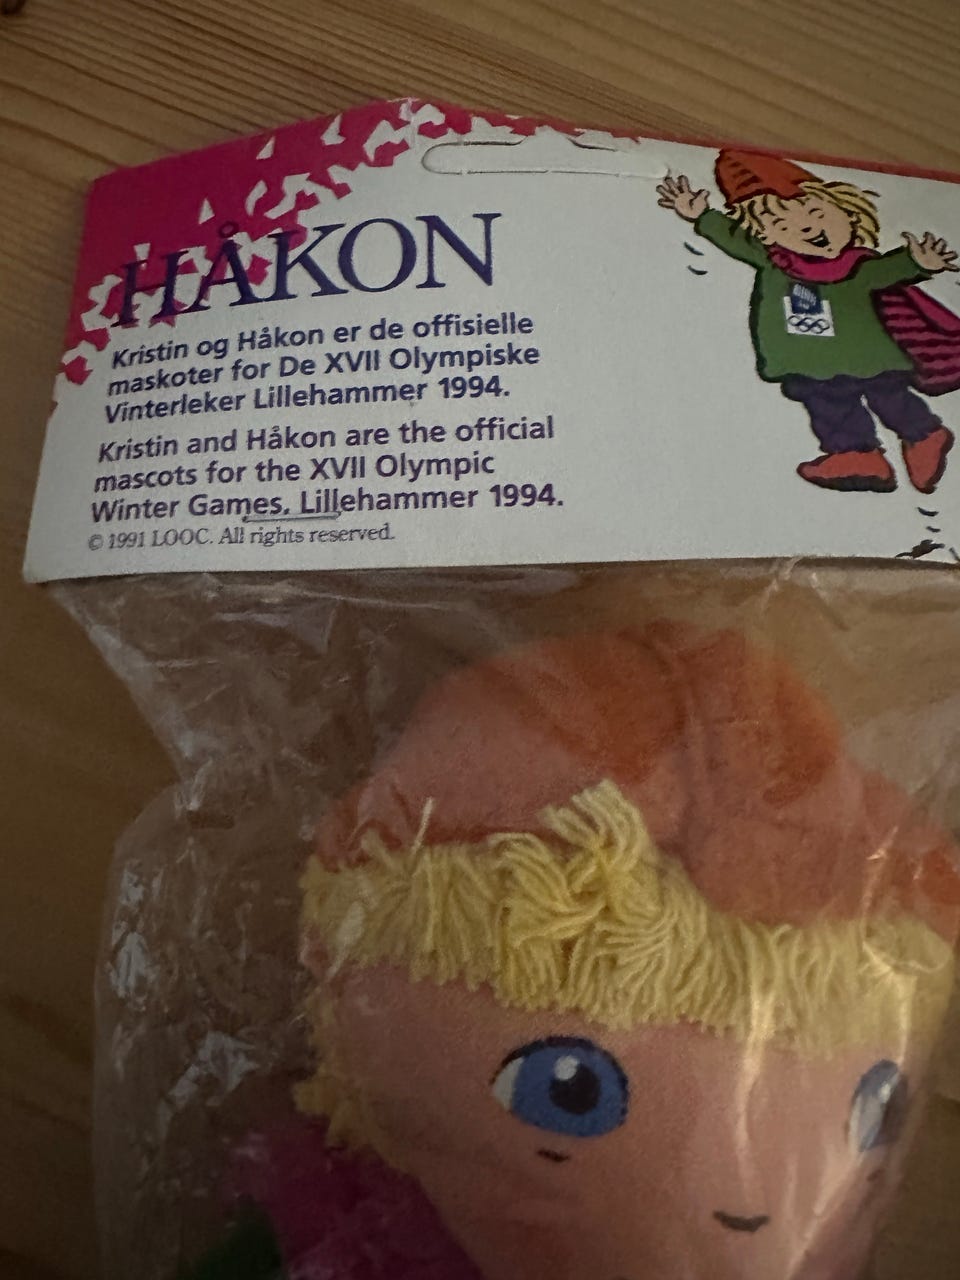 HÅKON
Kristin og Håkon er de offisielle
maskoter for De XVII Olympiske
Vinterleker Lillehammer 1994.
Kristin and Håkon are the official
mascots for the XVII Olympic
Winter Games, Lillehammer 1994.
© 1991 LOOC. All rights reserved.